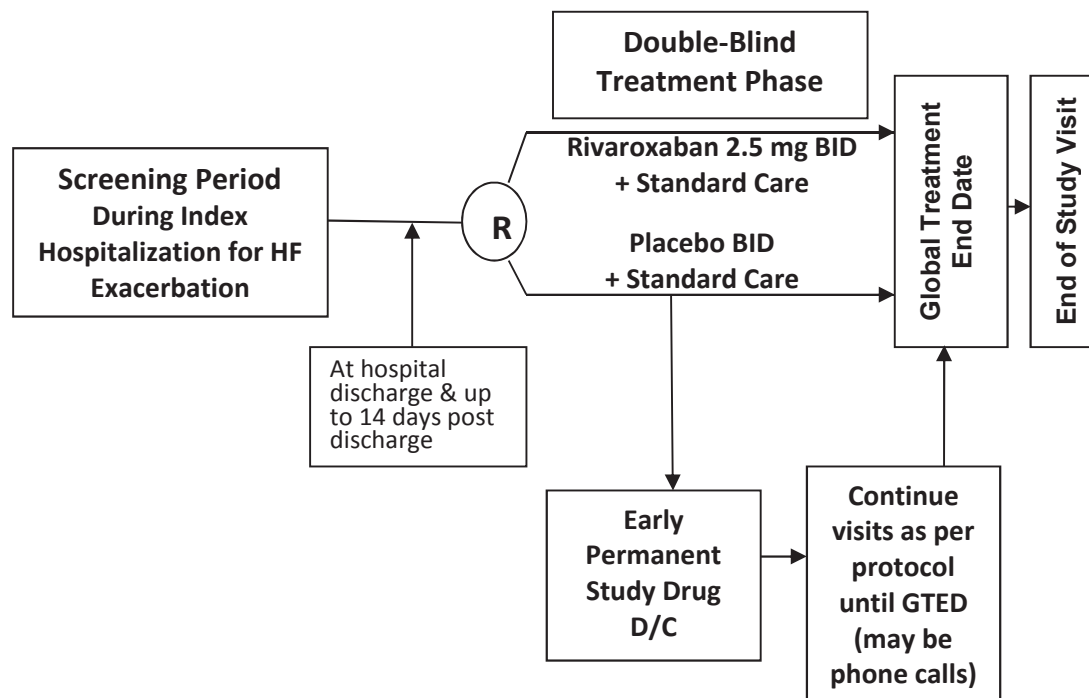 Double-Blind
Treatment Phase
Screening Period
During Index
Hospitalization for HF
Exacerbation
R
Rivaroxaban 2.5 mg BID
+ Standard Care
Placebo BID
+ Standard Care
Global Treatment
End Date
End of Study Visit
At hospital
discharge & up
to 14 days post
discharge
Early
Permanent
Study Drug
D/C
Continue
visits as per
protocol
until GTED
(may be
phone calls)